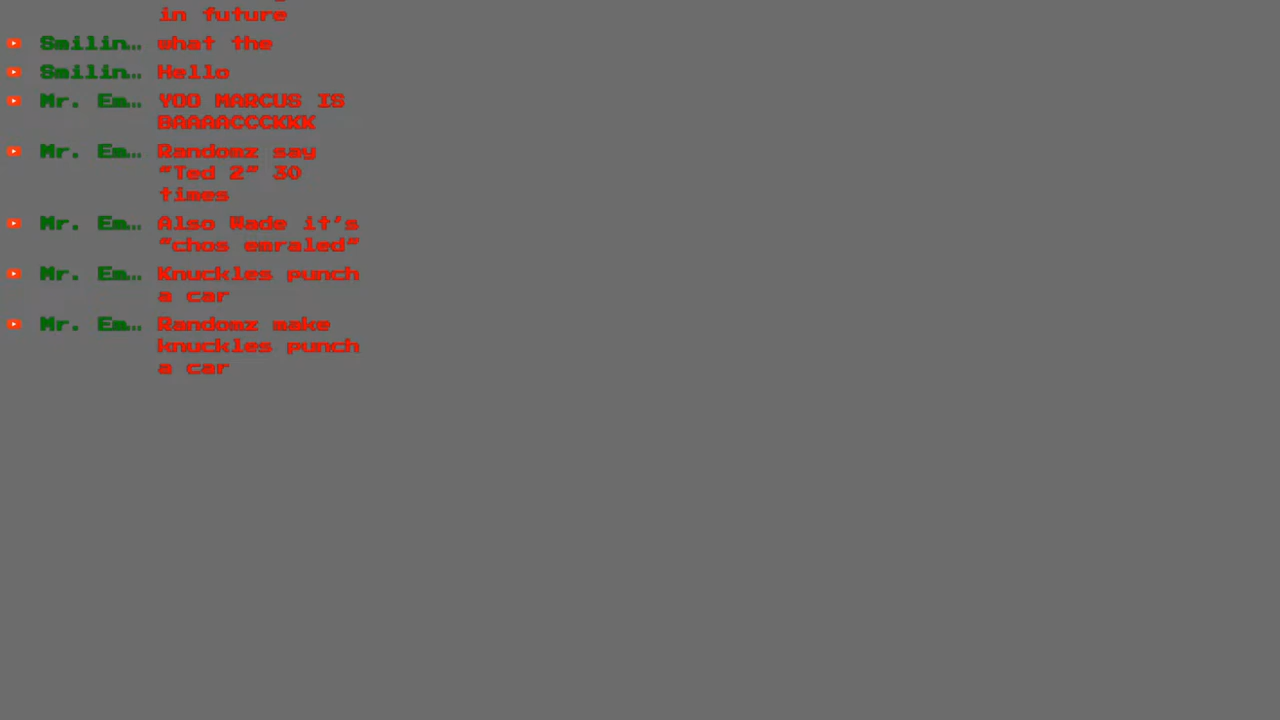 in future
Smilin… what the
Smilin… Hello
Mr. Em… YOO MARCUS IS
BAAAACCCKKK
Mr. Em… Randomz say
"Ted 2" 30
times
Mr. Em… Also Wade it's
"chos emraled"
Mr. Em… Knuckles punch
a car
Mr. Em… Randomz make
knuckles punch
a car